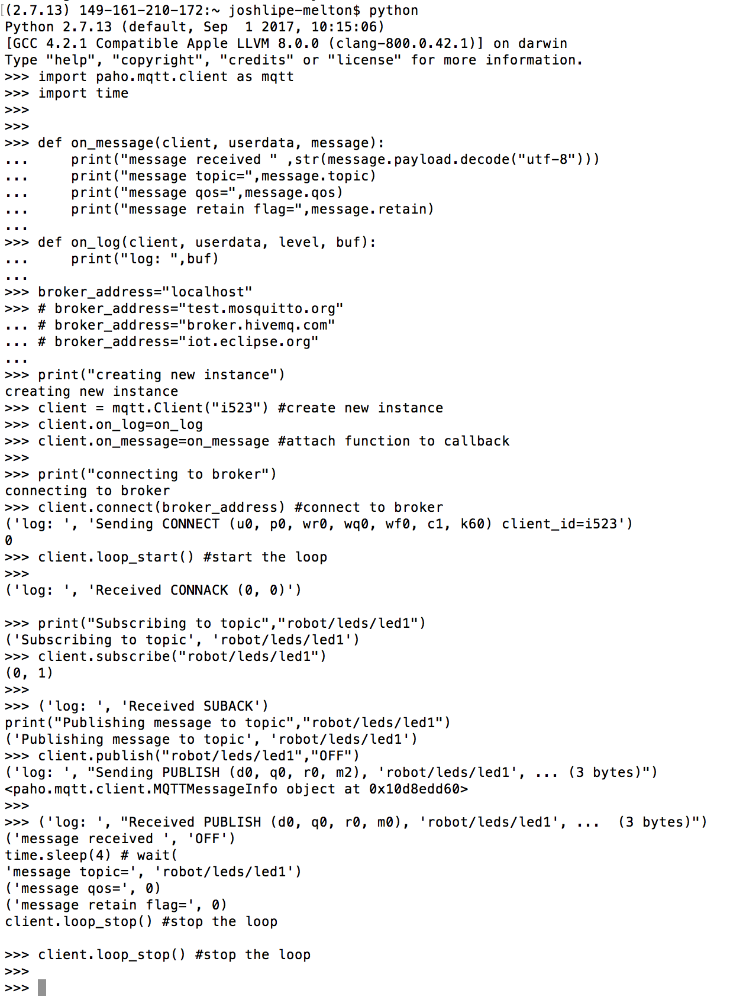 [(2.7.13) 149-161-210-172:~ joshlipe-melton$ python
Python 2.7.13 (default, Sep  1 2017, 10:15:06)
[GCC 4.2.1 Compatible Apple LLVM 8.0.0 (clang-800.0.42.1)] on darwin
Type "help", "copyright", "credits" or "license" for more information.
>>> import paho.mqtt.client as mqtt
>>> import time
>>>
>>>
>>> def on_message(client, userdata, message):
...     print("message received " ,str(message.payload.decode("utf-8")))
...     print("message topic=",message.topic)
...     print("message qos=",message.qos)
...     print("message retain flag=",message.retain)
...
>>> def on_log(client, userdata, level, buf):
...     print("log: ",buf)
...
>>> broker_address="localhost"
>>> # broker_address="test.mosquitto.org"
... # broker_address="broker.hivemq.com"
... # broker_address="iot.eclipse.org"
...
>>> print("creating new instance")
creating new instance
>>> client = mqtt.Client("i523") #create new instance
>>> client.on_log=on_log
>>> client.on_message=on_message #attach function to callback
>>>
>>> print("connecting to broker")
connecting to broker
>>> client.connect(broker_address) #connect to broker
('log: ', 'Sending CONNECT (u0, p0, wr0, wq0, wf0, c1, k60) client_id=i523')
0
>>> client.loop_start() #start the loop
>>>
('log: ', 'Received CONNACK (0, 0)')

>>> print("Subscribing to topic","robot/leds/led1")
('Subscribing to topic', 'robot/leds/led1')
>>> client.subscribe("robot/leds/led1")
(0, 1)
>>>
>>> ('log: ', 'Received SUBACK')
print("Publishing message to topic","robot/leds/led1")
('Publishing message to topic', 'robot/leds/led1')
>>> client.publish("robot/leds/led1","OFF")
('log: ', "Sending PUBLISH (d0, q0, r0, m2), 'robot/leds/led1', ... (3 bytes)")
<paho.mqtt.client.MQTTMessageInfo object at 0x10d8edd60>
>>>
>>> ('log: ', "Received PUBLISH (d0, q0, r0, m0), 'robot/leds/led1', ...  (3 bytes)")
('message received ', 'OFF')
time.sleep(4) # wait(
'message topic=', 'robot/leds/led1')
('message qos=', 0)
('message retain flag=', 0)
client.loop_stop() #stop the loop

>>> client.loop_stop() #stop the loop
>>>
>>>